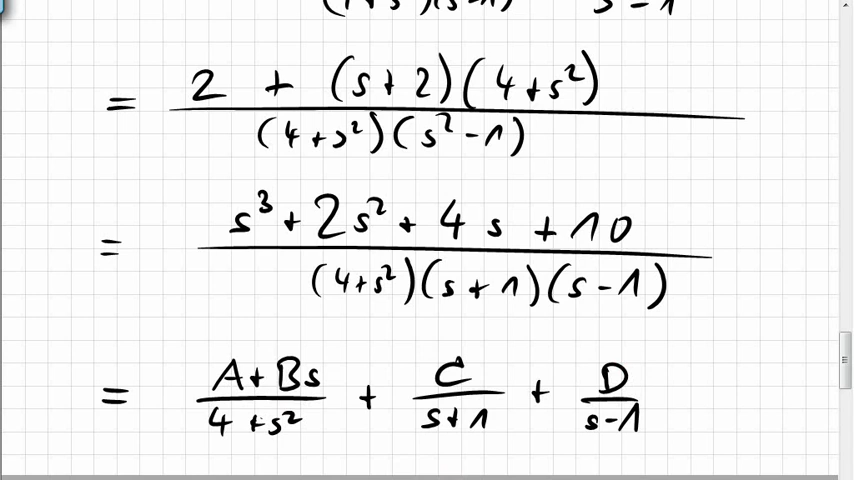 = 2 + (s+2)(4+s²) / (4+s²)(s²-1)
= s³+2s²+4s+10 / (4+s²)(s+1)(s-1)
= A+Bs / 4+s² + C / s+1 + D / s-1